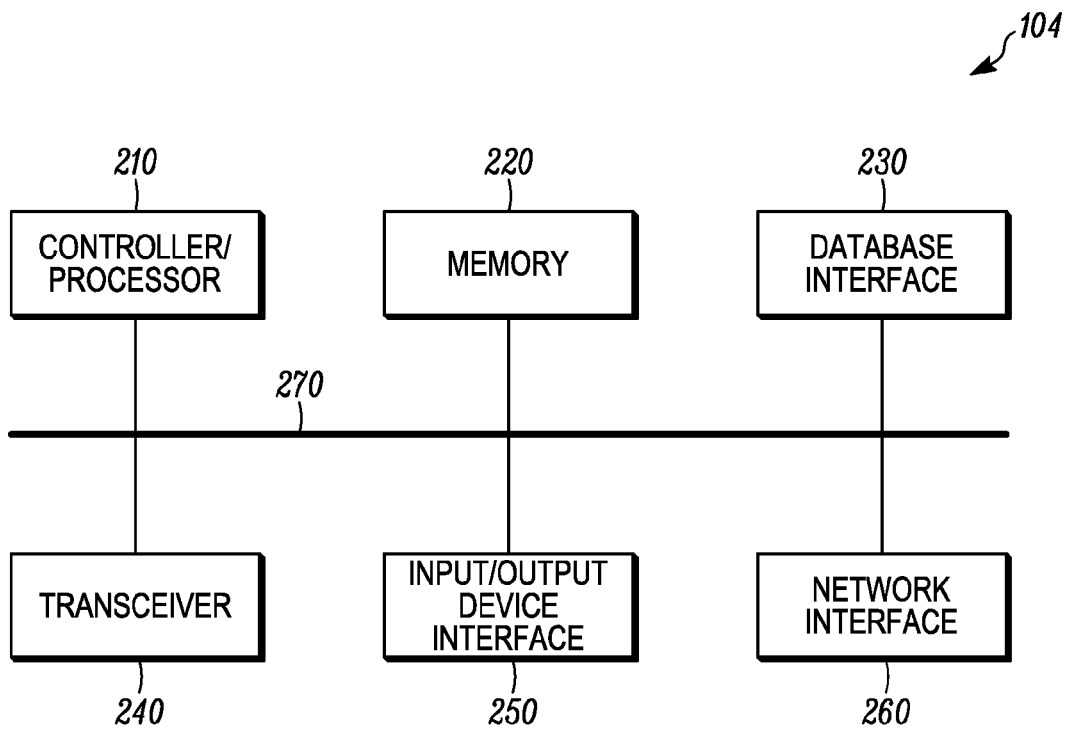 104
210
220
230
CONTROLLER/
PROCESSOR
MEMORY
DATABASE
INTERFACE
270
TRANSCEIVER
INPUT/OUTPUT
DEVICE
INTERFACE
NETWORK
INTERFACE
240
250
260